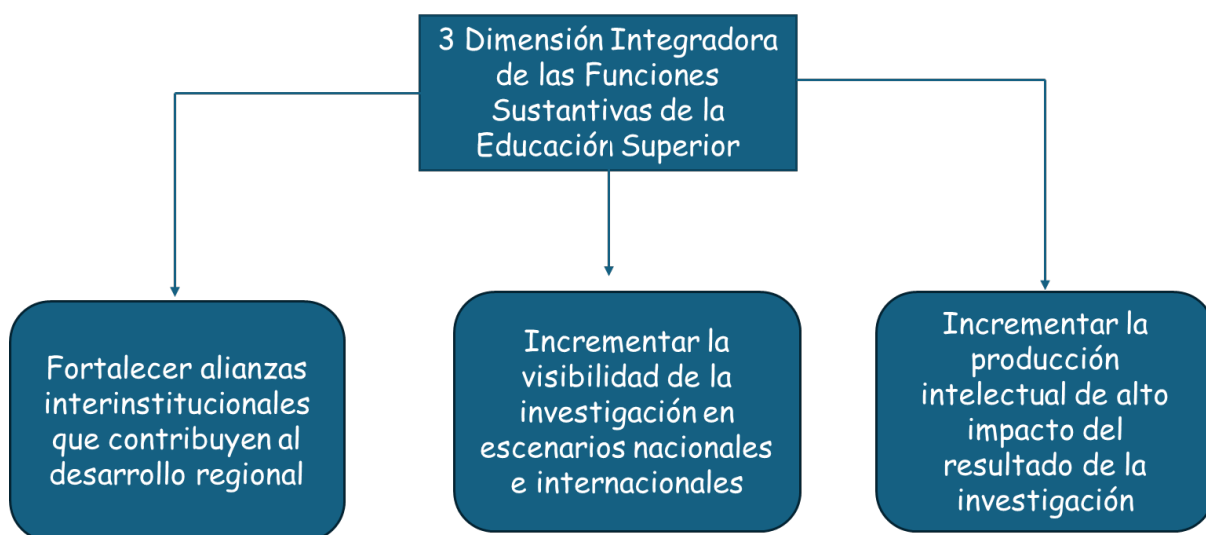 3 Dimensión Integradora
de las Funciones
Sustantivas de la
Educación Superior
Fortalecer alianzas
interinstitucionales
que contribuyen al
desarrollo regional
Incrementar la
visibilidad de la
investigación en
escenarios nacionales
e internacionales
Incrementar la
producción
intelectual de alto
impacto del
resultado de la
investigación